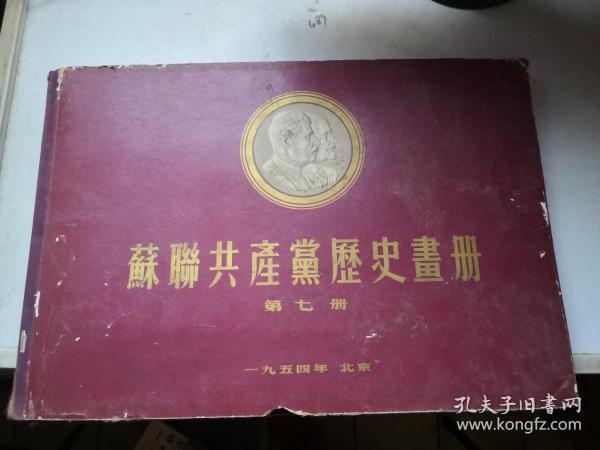 689
蘇聯共產黨歷史畫册
第七册
一九五四年 北京
孔夫子旧书网
www.kongfz.com